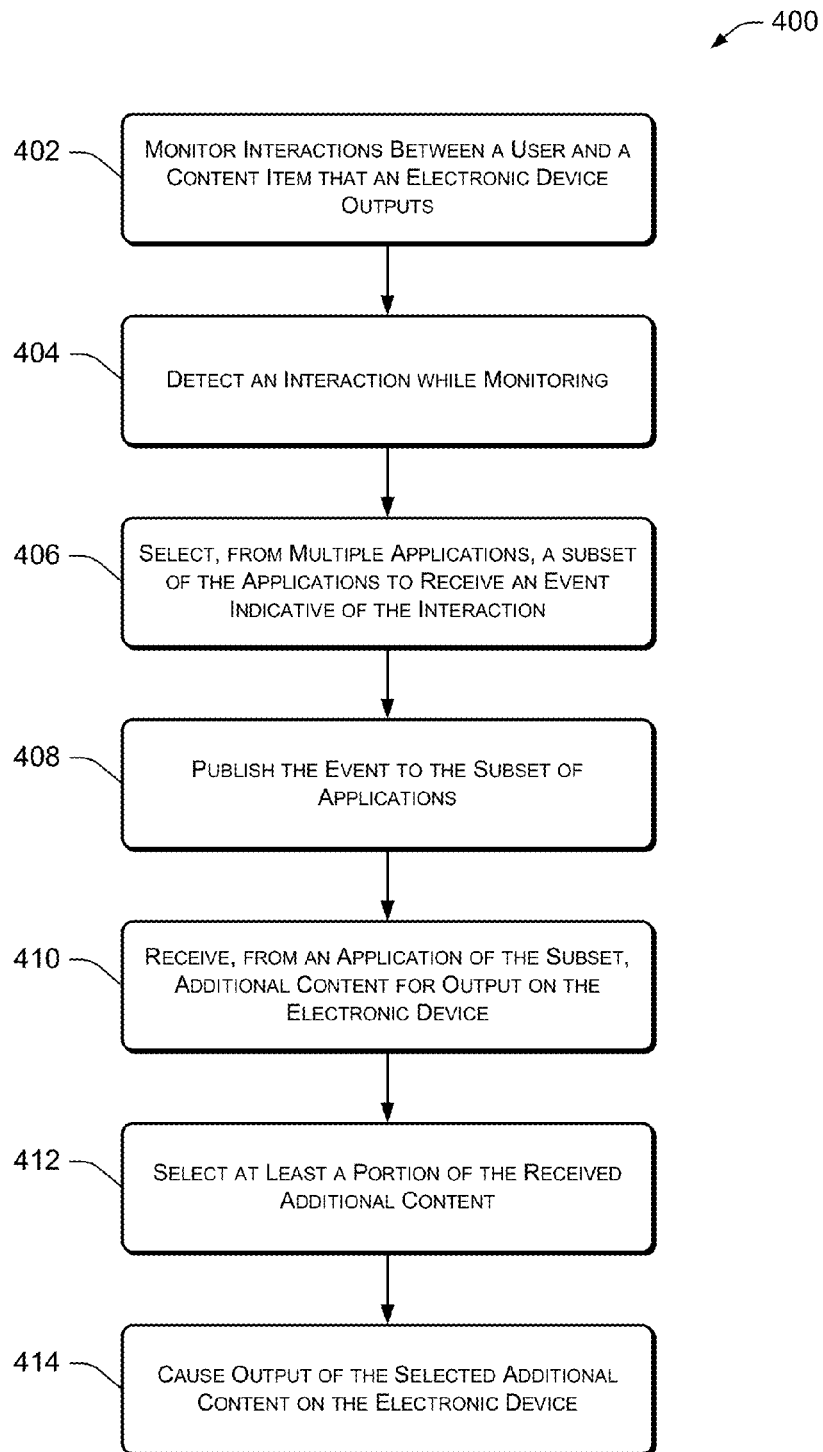 400
402
MONITOR INTERACTIONS BETWEEN A USER AND A
CONTENT ITEM THAT AN ELECTRONIC DEVICE
OUTPUTS
404
DETECT AN INTERACTION WHILE MONITORING
406
SELECT, FROM MULTIPLE APPLICATIONS, A SUBSET
OF THE APPLICATIONS TO RECEIVE AN EVENT
INDICATIVE OF THE INTERACTION
408
PUBLISH THE EVENT TO THE SUBSET OF
APPLICATIONS
410
RECEIVE, FROM AN APPLICATION OF THE SUBSET,
ADDITIONAL CONTENT FOR OUTPUT ON THE
ELECTRONIC DEVICE
412
SELECT AT LEAST A PORTION OF THE RECEIVED
ADDITIONAL CONTENT
414
CAUSE OUTPUT OF THE SELECTED ADDITIONAL
CONTENT ON THE ELECTRONIC DEVICE